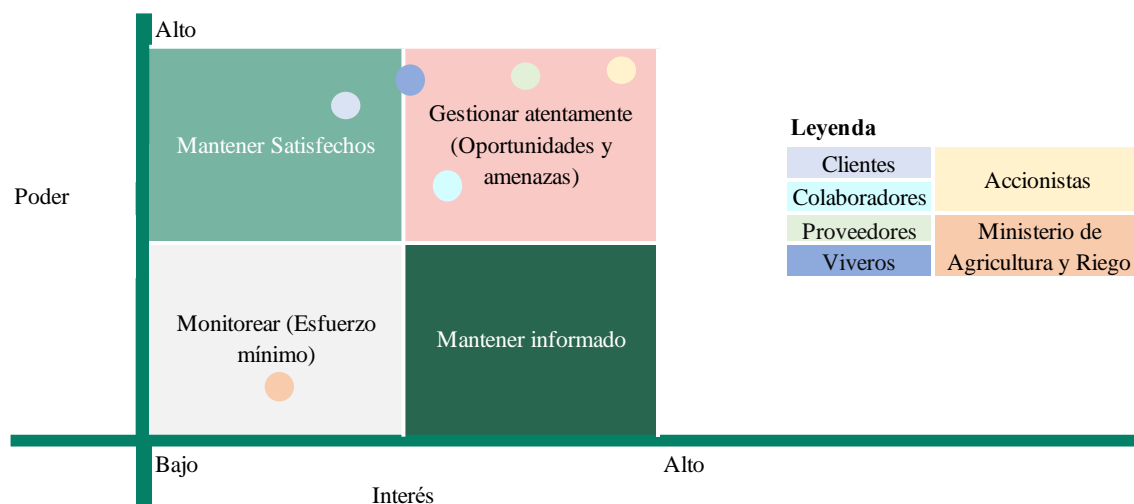 Alto
Mantener Satisfechos
Gestionar atentamente
(Oportunidades y
amenazas)
Poder
Monitorear (Esfuerzo
mínimo)
Mantener informado
Bajo
Alto
Interés
Leyenda
Clientes
Colaboradores
Proveedores
Viveros
Accionistas
Ministerio de
Agricultura y Riego